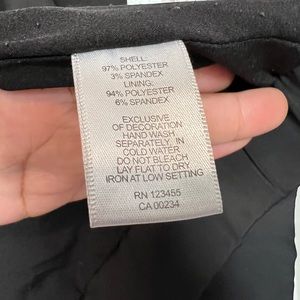 SHELL:
97% POLYESTER
3% SPANDEX
LINING:
94% POLYESTER
6% SPANDEX
EXCLUSIVE
OF DECORATION
HAND WASH
SEPARATELY, IN
COLD WATER
DO NOT BLEACH
LAY FLAT TO DRY
IRON AT LOW SETTING
RN 123455
CA 00234